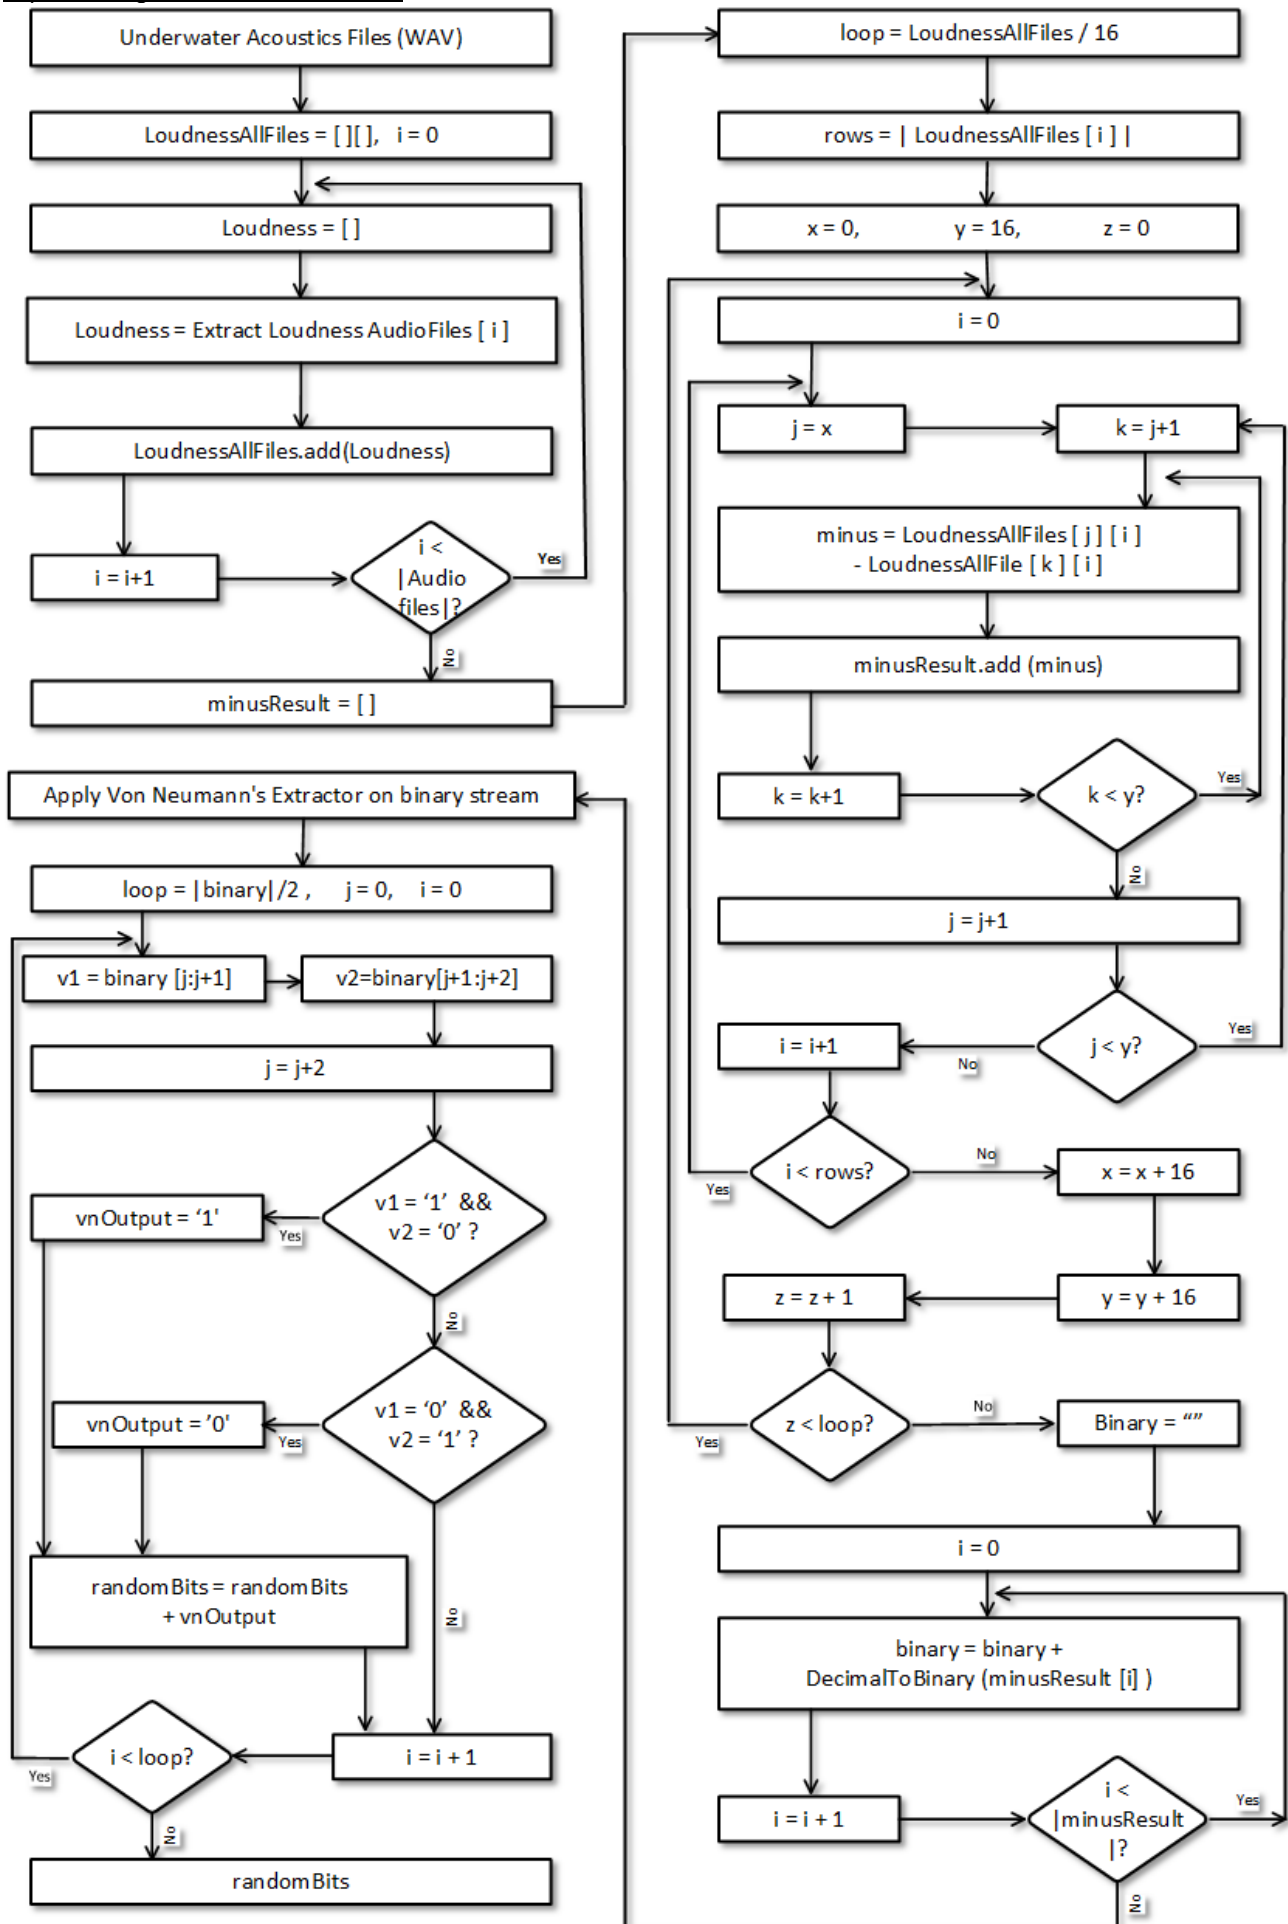 Underwater Acoustics Files (WAV)
LoudnessAllFiles = [ ][ ], i = 0
Loudness = [ ]
Loudness = Extract Loudness AudioFiles [ i ]
LoudnessAllFiles.add(Loudness)
i = i+1
i <
|Audio
files|?
Yes
No
minusResult = [ ]
loop = LoudnessAllFiles / 16
rows = | LoudnessAllFiles [ i ] |
x = 0, y = 16, z = 0
i = 0
j = x
k = j+1
minus = LoudnessAllFiles [ j ] [ i ]
- LoudnessAllFile [ k ] [ i ]
minusResult.add (minus)
k = k+1
k < y?
Yes
No
j = j+1
j < y?
Yes
No
i = i+1
i < rows?
Yes
No
x = x + 16
y = y + 16
z = z + 1
z < loop?
Yes
No
Binary = “”
i = 0
binary = binary +
DecimalToBinary (minusResult [i] )
i = i + 1
i <
|minusResult
|?
Yes
No
Apply Von Neumann's Extractor on binary stream
loop = |binary|/2 , j = 0, i = 0
v1 = binary [j:j+1]
v2=binary[j+1:j+2]
j = j+2
v1 = ‘1’ &&
v2 = ‘0’ ?
Yes
No
vnOutput = ‘1'
v1 = ‘0’ &&
v2 = ‘1’ ?
Yes
No
vnOutput = ’0'
randomBits = randomBits
+ vnOutput
i = i + 1
i < loop?
Yes
No
randomBits